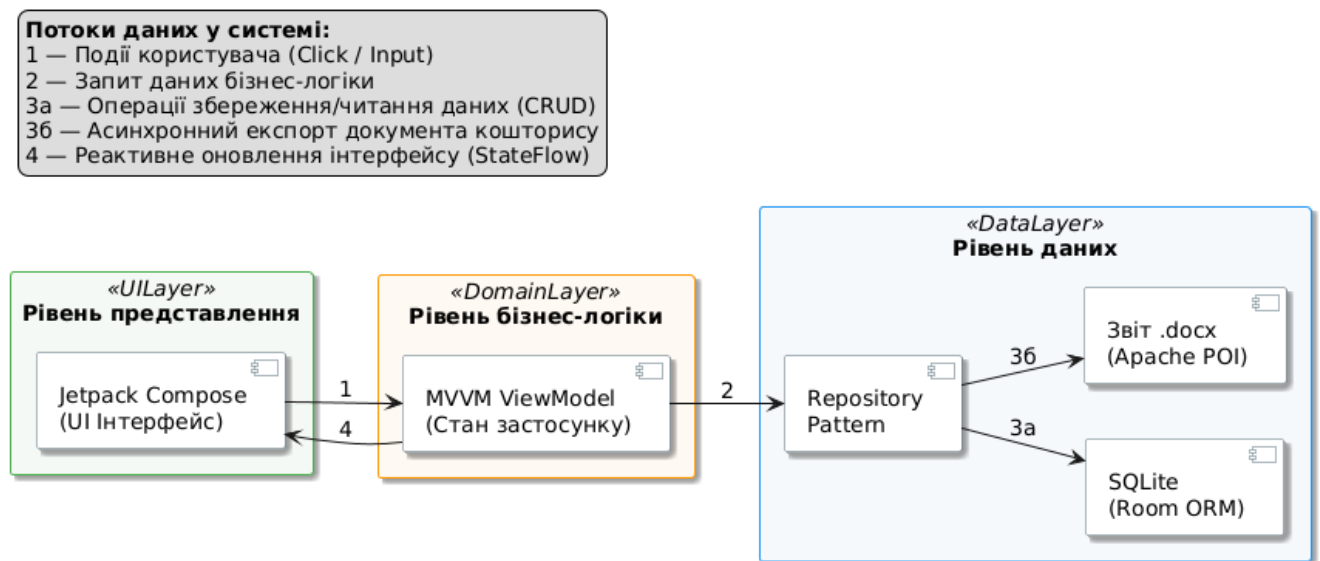 Потоки даних у системі:
1 — Події користувача (Click / Input)
2 — Запит даних бізнес-логіки
3а — Операції збереження/читання даних (CRUD)
3б — Асинхронний експорт документа кошторису
4 — Реактивне оновлення інтерфейсу (StateFlow)
«UILayer»
Рівень представлення
Jetpack Compose
(UI Інтерфейс)
1
4
«DomainLayer»
Рівень бізнес-логіки
MVVM ViewModel
(Стан застосунку)
2
«DataLayer»
Рівень даних
Repository
Pattern
3б
3а
Звіт .docx
(Apache POI)
SQLite
(Room ORM)